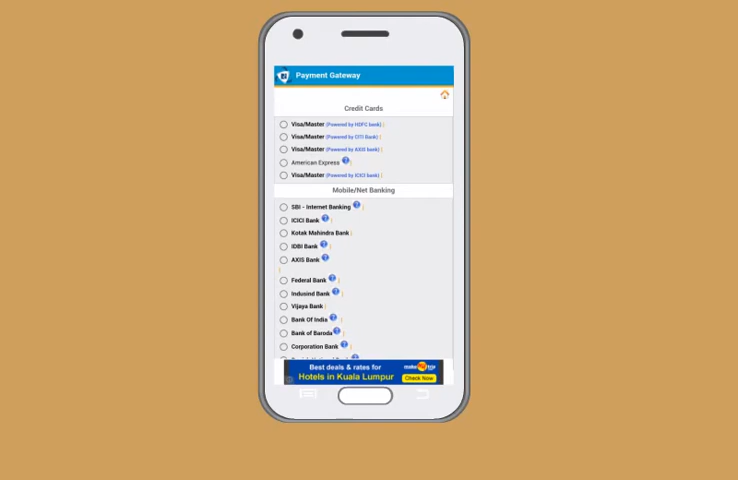 Payment Gateway
Credit Cards
Visa/Master (Powered by HDFC bank)
Visa/Master (Powered by CITI Bank)
Visa/Master (Powered by AXIS bank)
American Express
Visa/Master (Powered by ICICI bank)
Mobile/Net Banking
SBI - Internet Banking
ICICI Bank
Kotak Mahindra Bank
IDBI Bank
AXIS Bank
Federal Bank
Indusind Bank
Vijaya Bank
Bank Of India
Bank of Baroda
Corporation Bank
Best deals & rates for
Hotels in Kuala Lumpur
make my trip
Check Now